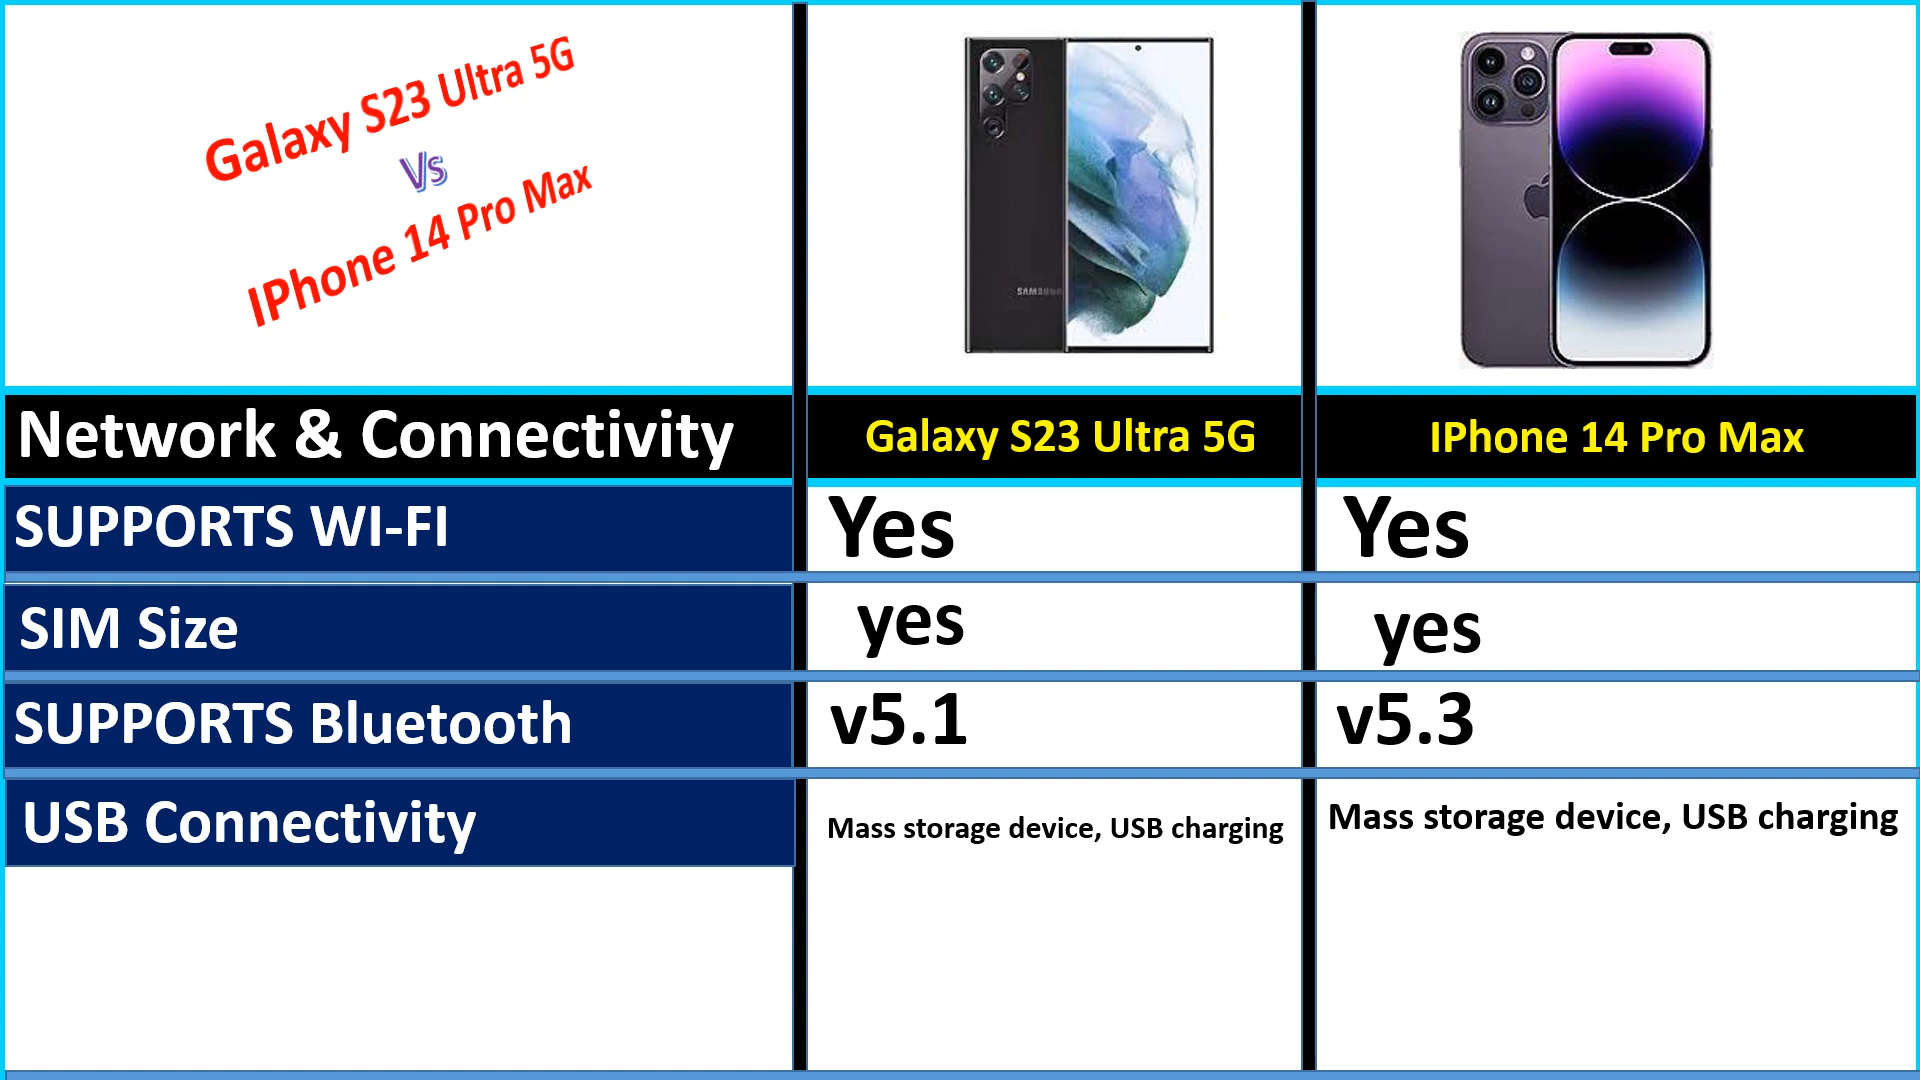 Galaxy S23 Ultra 5G
Vs
IPhone 14 Pro Max
SAMSUNG
Network & Connectivity
Galaxy S23 Ultra 5G
IPhone 14 Pro Max
SUPPORTS WI-FI
Yes
Yes
SIM Size
yes
yes
SUPPORTS Bluetooth
v5.1
v5.3
USB Connectivity
Mass storage device, USB charging
Mass storage device, USB charging